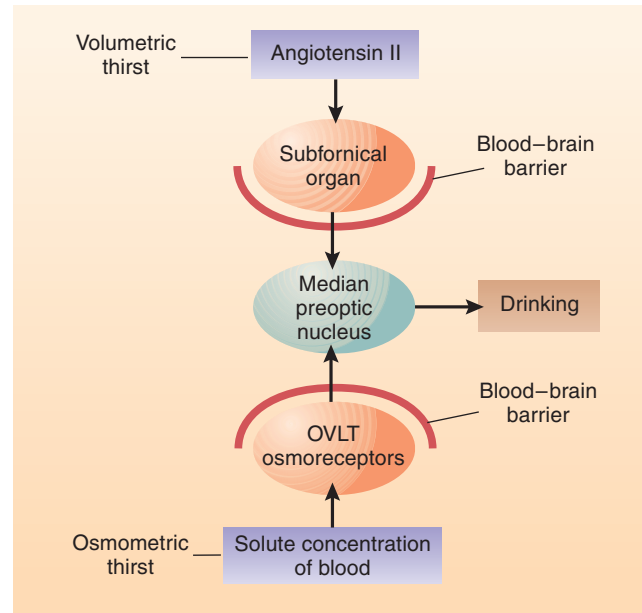 Volumetric
thirst
Angiotensin II
Subfornical
organ
Blood–brain
barrier
Median
preoptic
nucleus
Drinking
Blood–brain
barrier
OVLT
osmoreceptors
Osmometric
thirst
Solute concentration
of blood